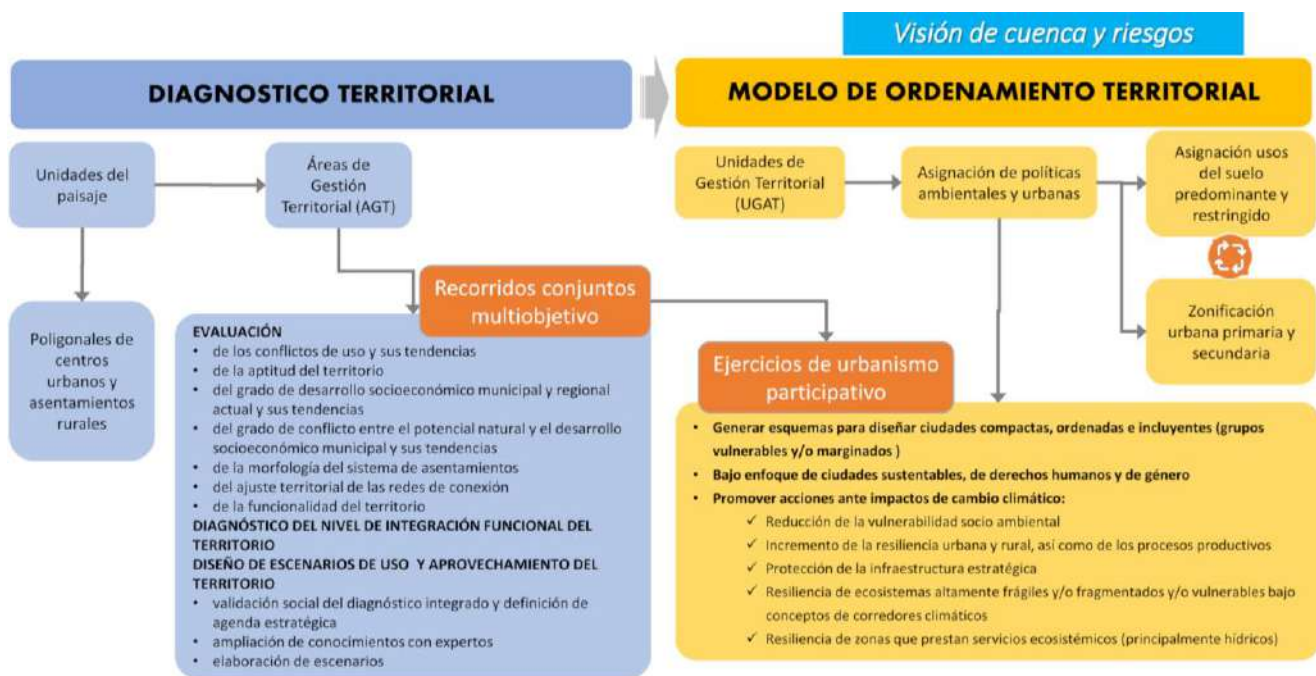 Visión de cuenca y riesgos
DIAGNOSTICO TERRITORIAL
MODELO DE ORDENAMIENTO TERRITORIAL
Unidades del
paisaje
Áreas de
Gestión
Territorial (AGT)
Poligonales de
centros
urbanos y
asentamientos
rurales
Recorridos conjuntos
multiobjetivo
EVALUACIÓN
• de los conflictos de uso y sus tendencias
• de la aptitud del territorio
• del grado de desarrollo socioeconómico municipal y regional
actual y sus tendencias
• del grado de conflicto entre el potencial natural y el desarrollo
socioeconómico municipal y sus tendencias
• de la morfología del sistema de asentamientos
• del ajuste territorial de las redes de conexión
• de la funcionalidad del territorio
DIAGNÓSTICO DEL NIVEL DE INTEGRACIÓN FUNCIONAL DEL
TERRITORIO
DISEÑO DE ESCENARIOS DE USO Y APROVECHAMIENTO DEL
TERRITORIO
• validación social del diagnóstico integrado y definición de
agenda estratégica
• ampliación de conocimientos con expertos
• elaboración de escenarios
Unidades de
Gestión Territorial
(UGAT)
Asignación de políticas
ambientales y urbanas
Asignación usos
del suelo
predominante y
restringido
Zonificación
urbana primaria y
secundaria
Ejercicios de urbanismo
participativo
• Generar esquemas para diseñar ciudades compactas, ordenadas e incluyentes (grupos
vulnerables y/o marginados )
• Bajo enfoque de ciudades sustentables, de derechos humanos y de género
• Promover acciones ante impactos de cambio climático:
✓ Reducción de la vulnerabilidad socio ambiental
✓ Incremento de la resiliencia urbana y rural, así como de los procesos productivos
✓ Protección de la infraestructura estratégica
✓ Resiliencia de ecosistemas altamente frágiles y/o fragmentados y/o vulnerables bajo
conceptos de corredores climáticos
✓ Resiliencia de zonas que prestan servicios ecosistémicos (principalmente hídricos)